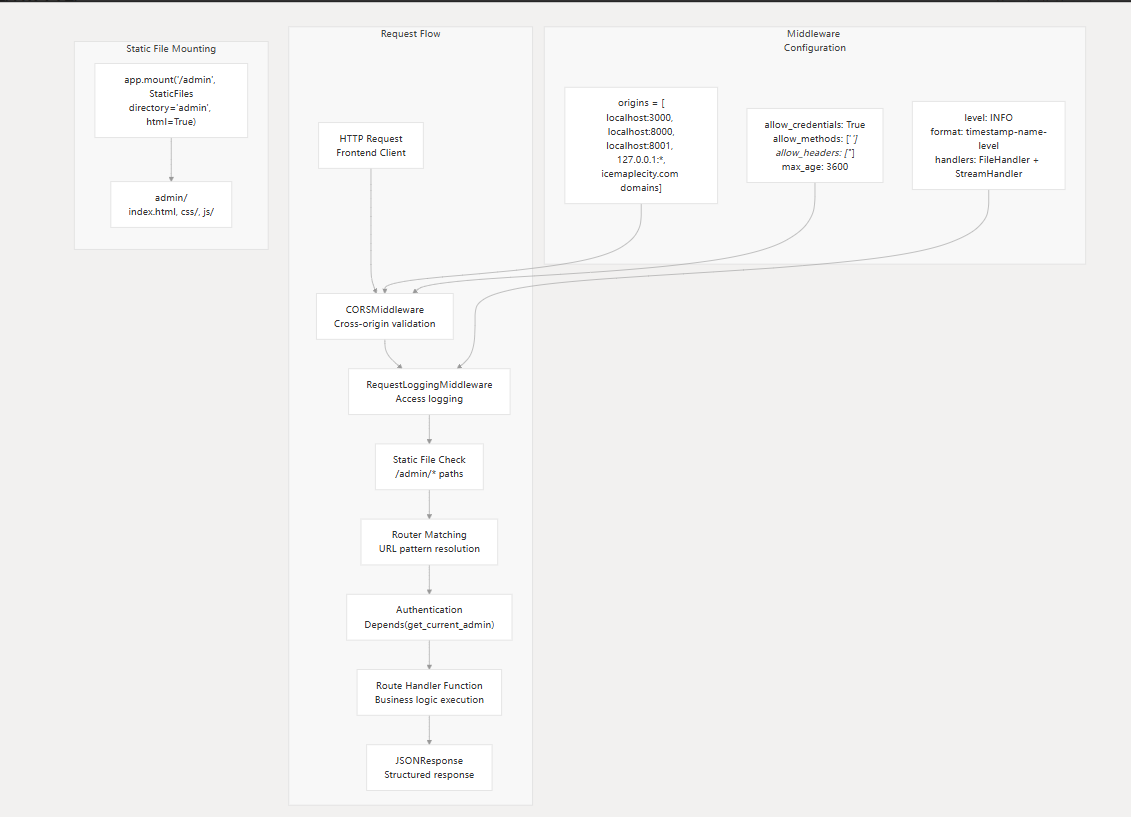 Static File Mounting
app.mount('/admin',
StaticFiles
directory='admin',
html=True)
admin/
index.html, css/, js/
Request Flow
HTTP Request
Frontend Client
CORSMiddleware
Cross-origin validation
RequestLoggingMiddleware
Access logging
Static File Check
/admin/* paths
Router Matching
URL pattern resolution
Authentication
Depends(get_current_admin)
Route Handler Function
Business logic execution
JSONResponse
Structured response
Middleware
Configuration
origins = [
localhost:3000,
localhost:8000,
localhost:8001,
127.0.0.1:*,
icemaplecity.com
domains]
allow_credentials: True
allow_methods: ['']
allow_headers: ['']
max_age: 3600
level: INFO
format: timestamp-name-
level
handlers: FileHandler +
StreamHandler